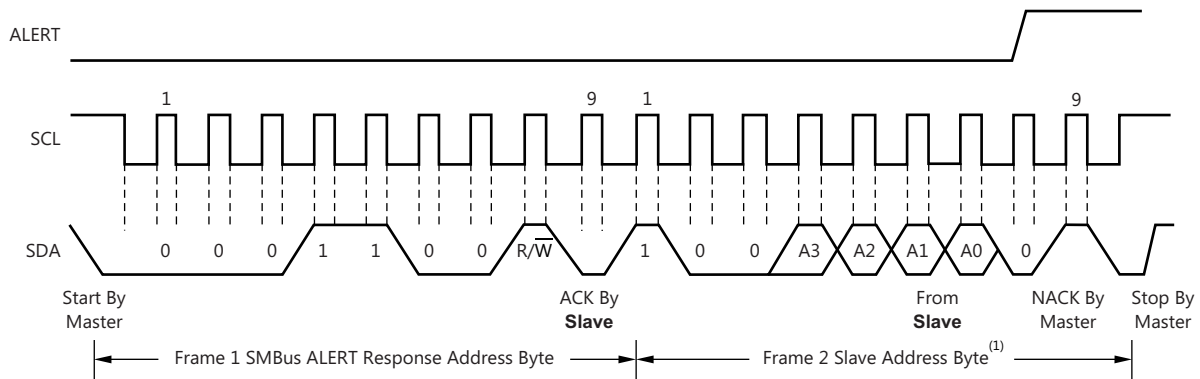 ALERT
1 9 1 9
SCL
SDA
0 0 0 1 1 0 0 R/W 1 0 0 A3 A2 A1 A0 0
Start By
Master
ACK By
Slave
From
Slave
NACK By
Master
Stop By
Master
Frame 1 SMBus ALERT Response Address Byte
Frame 2 Slave Address Byte(1)